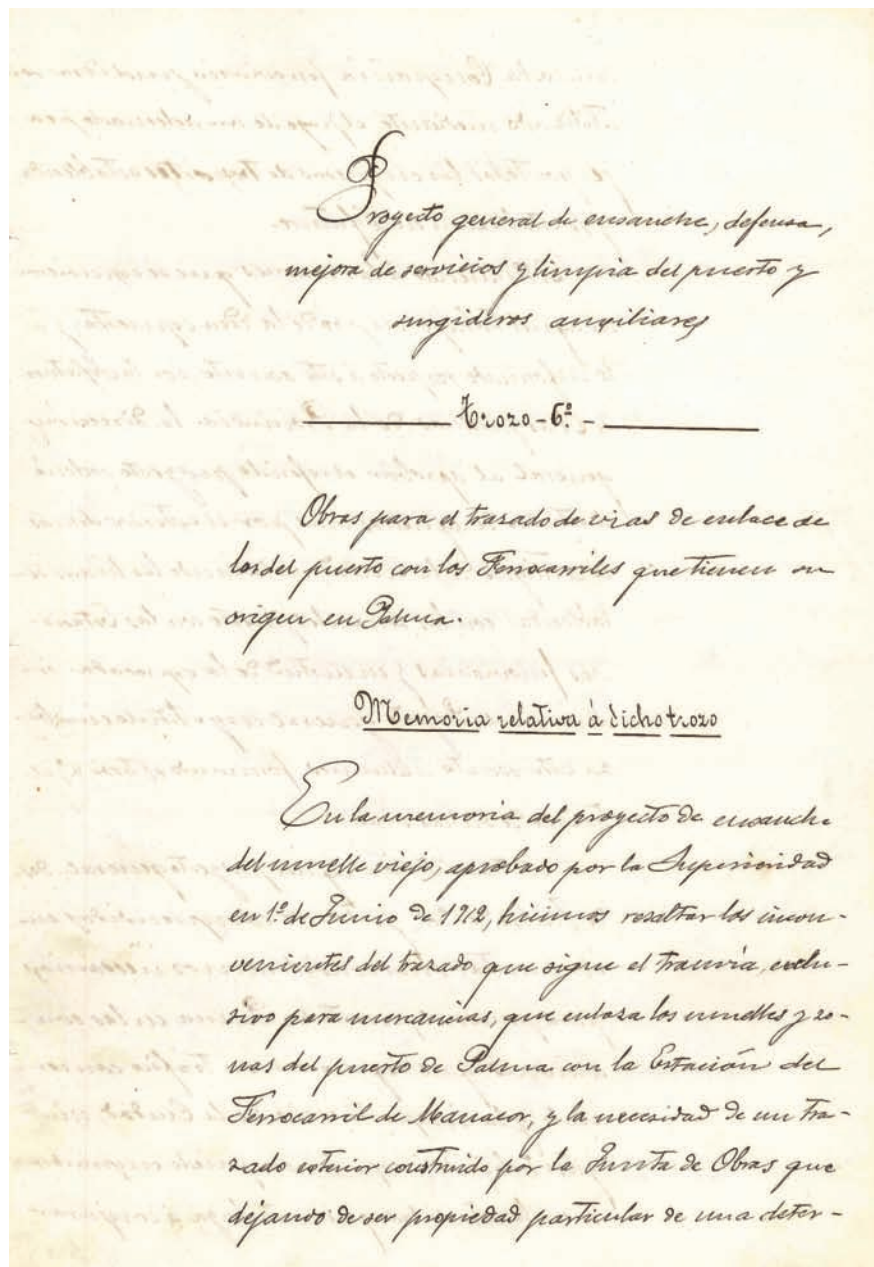 Proyecto general de ensanche, defensa,
mejora de servicios y limpia del puerto y
surgideros auxiliares
Trozo-6º-
Obras para el trazado de vias de enlace de
las del puerto con los Ferrocarriles que tienen su
origen en Palma.
Memoria relativa á dicho trozo
En la memoria del proyecto de ensanche
del muelle viejo, aprobado por la Superioridad
en 1º de Junio de 1912, hicimos resaltar los incon-
venientes del trazado que sigue el tranvía, exclu-
sivo para mercancias, que enlaza los muelles y zo-
nas del puerto de Palma con la Estación del
Ferrocarril de Manacor, y la necesidad de un tra-
zado exterior construido por la Junta de Obras que
dejando de ser propiedad particular de una deter-